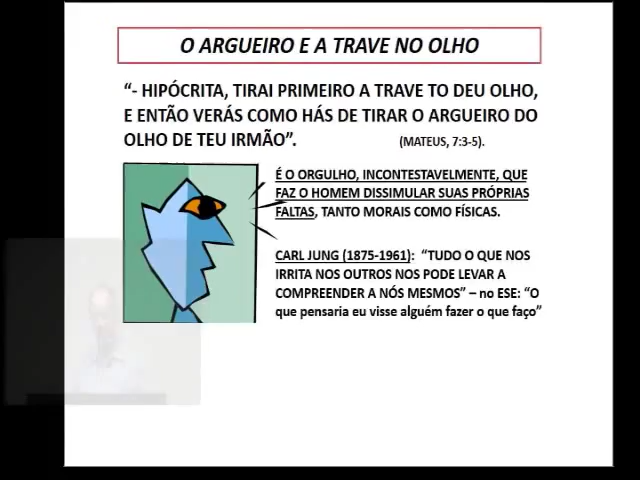 O ARGUEIRO E A TRAVE NO OLHO
“- HIPÓCRITA, TIRAI PRIMEIRO A TRAVE TO DEU OLHO,
E ENTÃO VERÁS COMO HÁS DE TIRAR O ARGUEIRO DO
OLHO DE TEU IRMÃO”. (MATEUS, 7:3-5).
É O ORGULHO, INCONTESTAVELMENTE, QUE
FAZ O HOMEM DISSIMULAR SUAS PRÓPRIAS
FALTAS, TANTO MORAIS COMO FÍSICAS.
CARL JUNG (1875-1961): “TUDO O QUE NOS
IRRITA NOS OUTROS NOS PODE LEVAR A
COMPREENDER A NÓS MESMOS” – no ESE: “O
que pensaria eu visse alguém fazer o que faço”